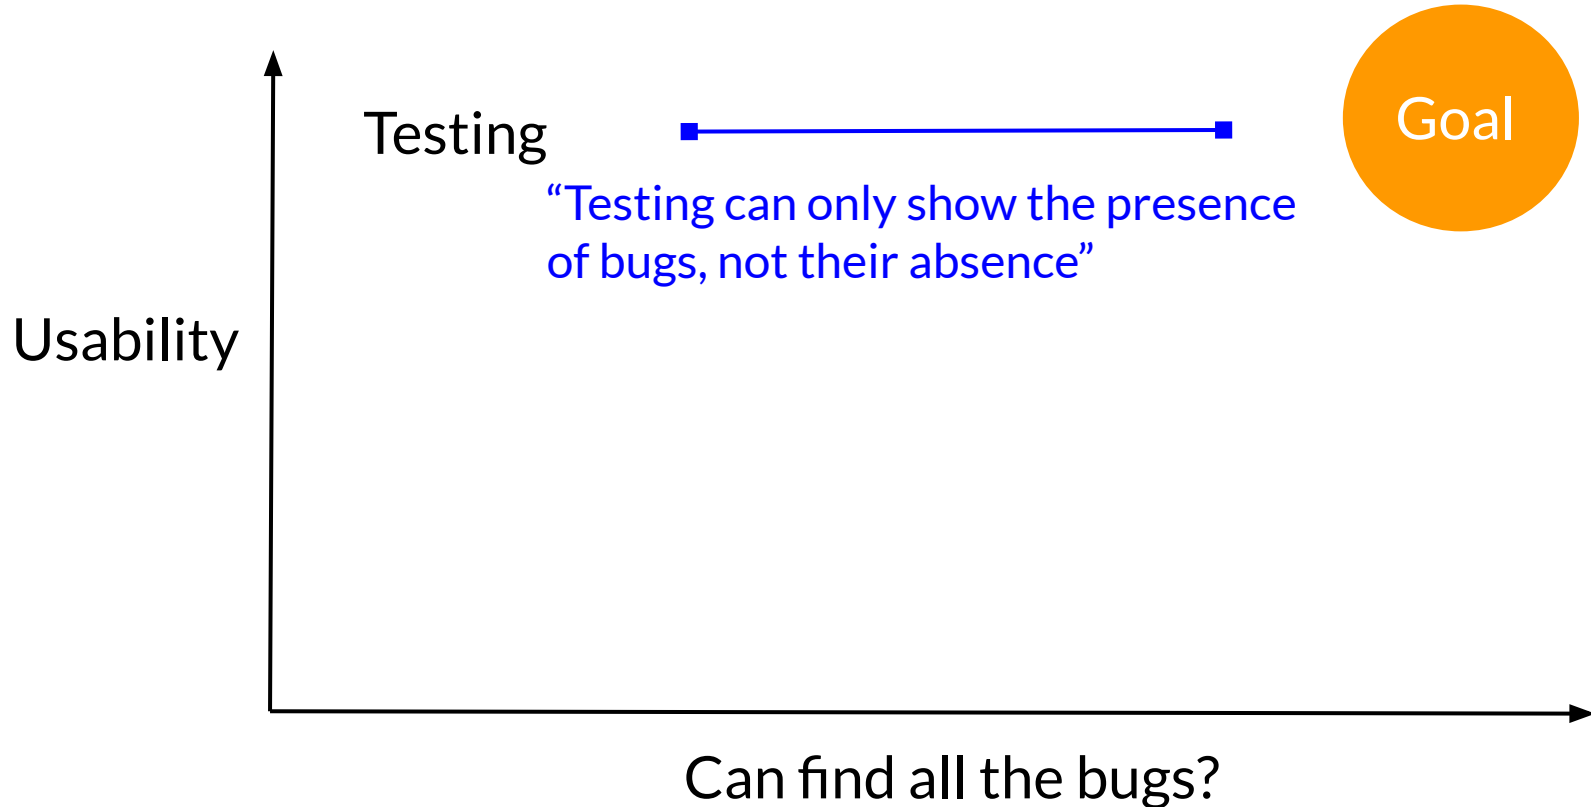 Testing
Goal
“Testing can only show the presence
of bugs, not their absence”
Usability
Can find all the bugs?